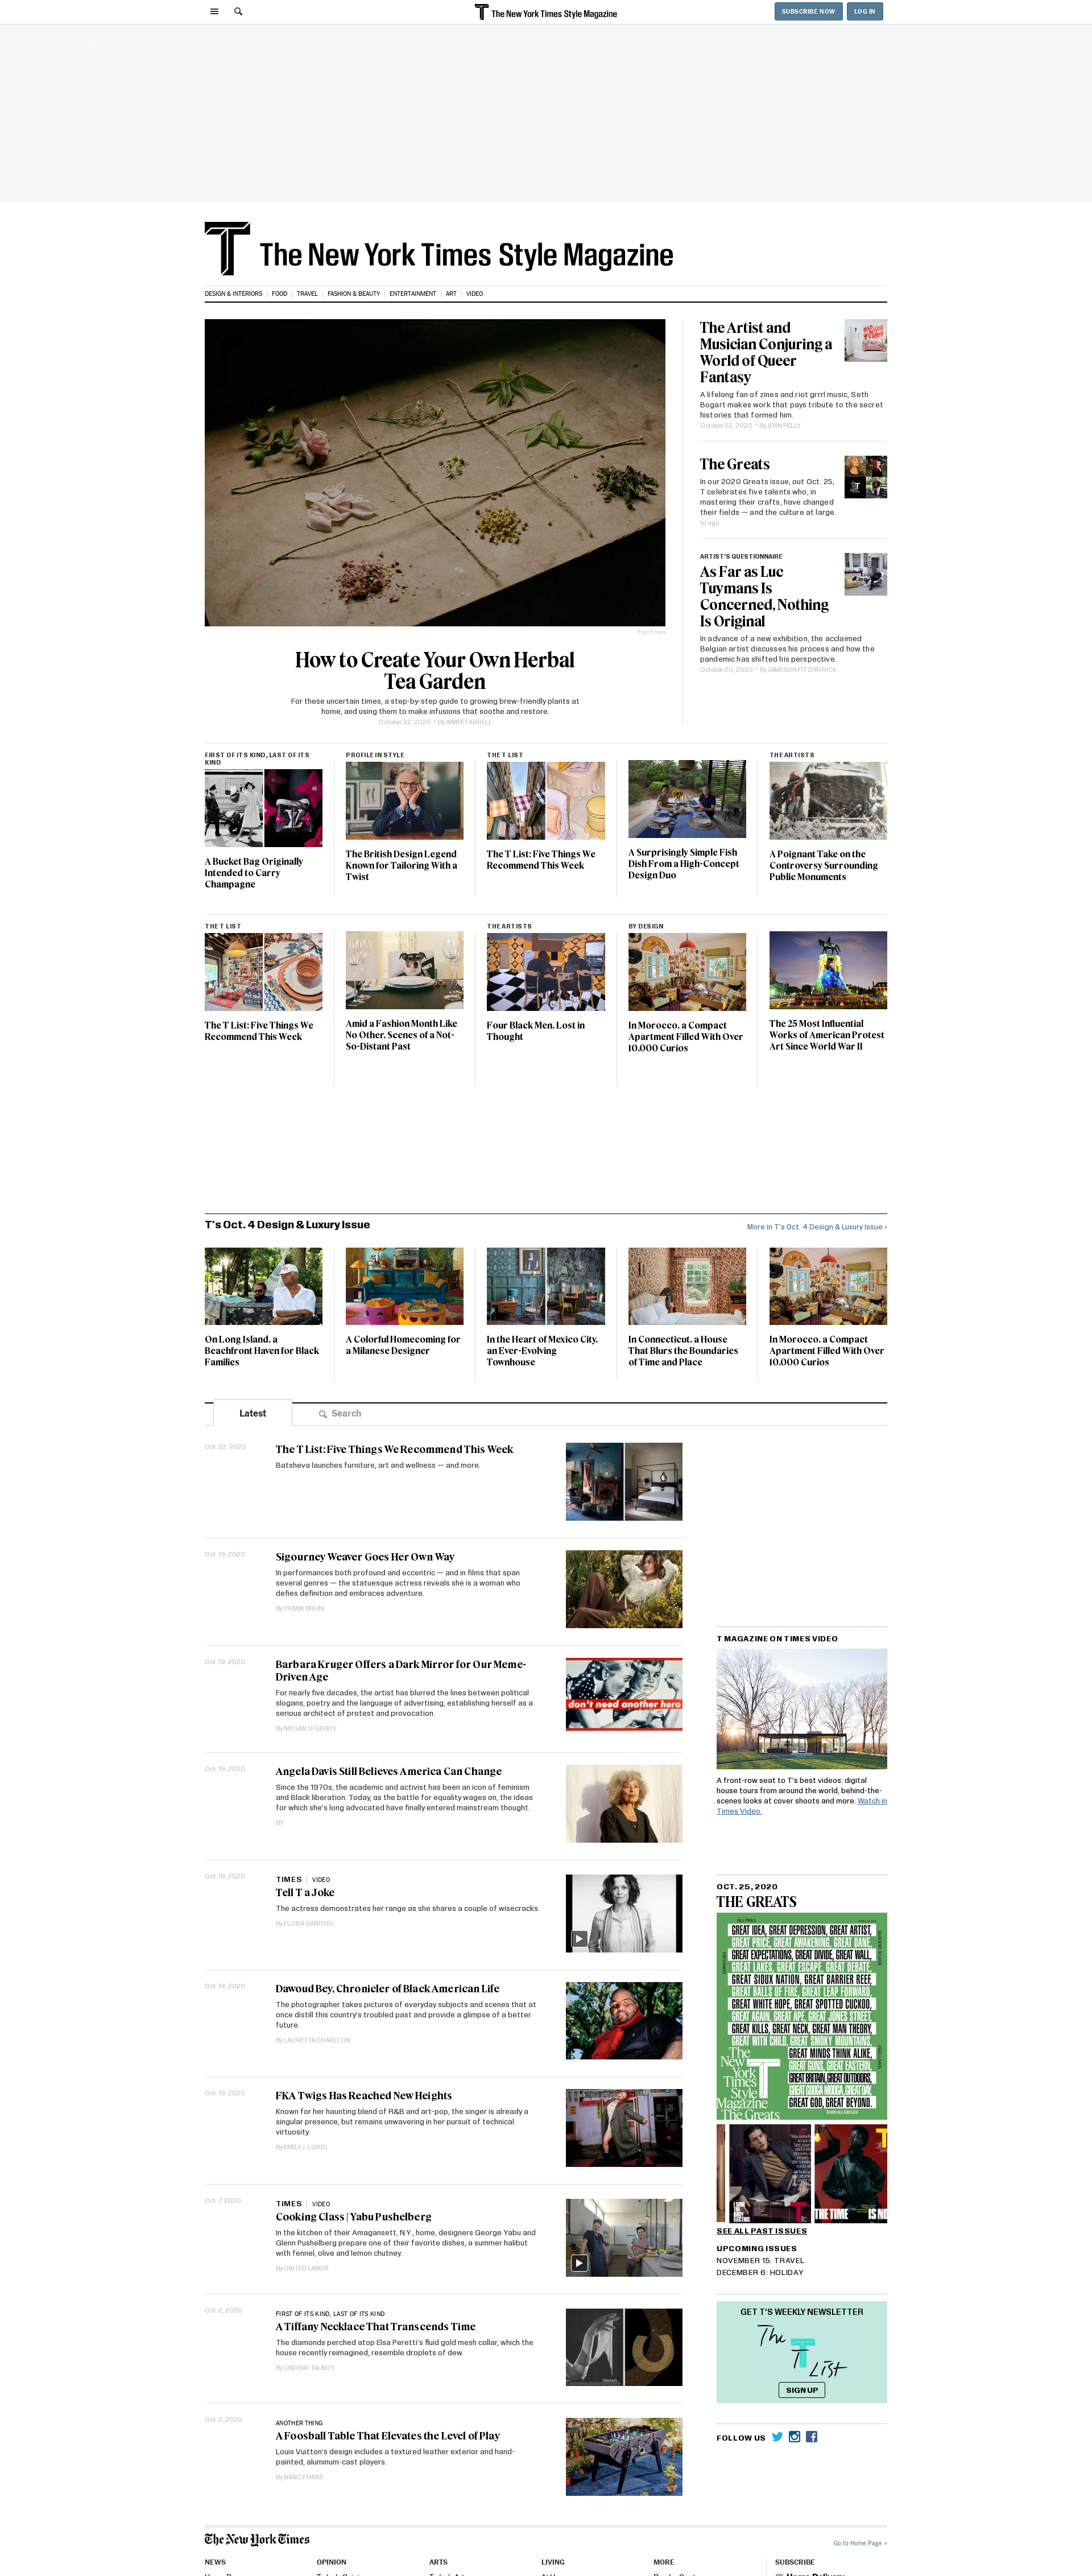 The New York Times Style Magazine
SUBSCRIBE NOW
LOG IN
The New York Times Style Magazine
DESIGN & INTERIORS
FOOD
TRAVEL
FASHION & BEAUTY
ENTERTAINMENT
ART
VIDEO
How to Create Your Own Herbal
Tea Garden
For these uncertain times, a step-by-step guide to growing brew-friendly plants at
home, and using them to make infusions that soothe and restore.
October 22, 2020 • By AIMEE FARRELL
The Artist and
Musician Conjuring a
World of Queer
Fantasy
A lifelong fan of zines and riot grrrl music, Seth
Bogart makes work that pays tribute to the secret
histories that formed him.
October 22, 2020 • By JENN PELLY
The Greats
In our 2020 Greats issue, out Oct. 25,
T celebrates five talents who, in
mastering their crafts, have changed
their fields — and the culture at large.
1d ago
ARTIST'S QUESTIONNAIRE
As Far as Luc
Tuymans Is
Concerned, Nothing
Is Original
In advance of a new exhibition, the acclaimed
Belgian artist discusses his process and how the
pandemic has shifted his perspective.
October 20, 2020 • By JAMESON FITZPATRICK
FIRST OF ITS KIND, LAST OF ITS
KIND
A Bucket Bag Originally
Intended to Carry
Champagne
PROFILE IN STYLE
The British Design Legend
Known for Tailoring With a
Twist
THE T LIST
The T List: Five Things We
Recommend This Week
A Surprisingly Simple Fish
Dish From a High-Concept
Design Duo
THE ARTISTS
A Poignant Take on the
Controversy Surrounding
Public Monuments
THE T LIST
The T List: Five Things We
Recommend This Week
Amid a Fashion Month Like
No Other, Scenes of a Not-
So-Distant Past
THE ARTISTS
Four Black Men, Lost in
Thought
BY DESIGN
In Morocco, a Compact
Apartment Filled With Over
10,000 Curios
The 25 Most Influential
Works of American Protest
Art Since World War II
T's Oct. 4 Design & Luxury Issue
More in T's Oct. 4 Design & Luxury Issue ›
On Long Island, a
Beachfront Haven for Black
Families
A Colorful Homecoming for
a Milanese Designer
In the Heart of Mexico City,
an Ever-Evolving
Townhouse
In Connecticut, a House
That Blurs the Boundaries
of Time and Place
In Morocco, a Compact
Apartment Filled With Over
10,000 Curios
Latest
Search
Oct. 22, 2020
The T List: Five Things We Recommend This Week
Batsheva launches furniture, art and wellness — and more.
Oct. 19, 2020
Sigourney Weaver Goes Her Own Way
In performances both profound and eccentric — and in films that span
several genres — the statuesque actress reveals she is a woman who
defies definition and embraces adventure.
By FRANK BRUNI
Oct. 19, 2020
Barbara Kruger Offers a Dark Mirror for Our Meme-
Driven Age
For nearly five decades, the artist has blurred the lines between political
slogans, poetry and the language of advertising, establishing herself as a
serious architect of protest and provocation.
By MEGAN O'GRADY
don't need another hero
Oct. 19, 2020
Angela Davis Still Believes America Can Change
Since the 1970s, the academic and activist has been an icon of feminism
and Black liberation. Today, as the battle for equality wages on, the ideas
for which she's long advocated have finally entered mainstream thought.
BY
Oct. 19, 2020
TIMES | VIDEO
Tell T a Joke
The actress demonstrates her range as she shares a couple of wisecracks.
By FLORA HANITIJO
Oct. 19, 2020
Dawoud Bey, Chronicler of Black American Life
The photographer takes pictures of everyday subjects and scenes that at
once distill this country's troubled past and provide a glimpse of a better
future.
By LAURETTA CHARLTON
Oct. 19, 2020
FKA Twigs Has Reached New Heights
Known for her haunting blend of R&B and art-pop, the singer is already a
singular presence, but remains unwavering in her pursuit of technical
virtuosity.
By EMILY J. LORDI
Oct. 7, 2020
TIMES | VIDEO
Cooking Class | Yabu Pushelberg
In the kitchen of their Amagansett, N.Y., home, designers George Yabu and
Glenn Pushelberg prepare one of their favorite dishes, a summer halibut
with fennel, olive and lemon chutney.
By UNITED LABOR
Oct. 2, 2020
FIRST OF ITS KIND, LAST OF ITS KIND
A Tiffany Necklace That Transcends Time
The diamonds perched atop Elsa Peretti's fluid gold mesh collar, which the
house recently reimagined, resemble droplets of dew.
By LINDSAY TALBOT
Oct. 2, 2020
ANOTHER THING
A Foosball Table That Elevates the Level of Play
Louis Vuitton's design includes a textured leather exterior and hand-
painted, aluminum-cast players.
By NANCY HASS
T MAGAZINE ON TIMES VIDEO
A front-row seat to T's best videos: digital
house tours from around the world, behind-the-
scenes looks at cover shoots and more. Watch in
Times Video.
OCT. 25, 2020
THE GREATS
GREAT IDEA, GREAT DEPRESSION, GREAT ARTIST,
GREAT PRICE, GREAT AWAKENING, GREAT DANE,
GREAT EXPECTATIONS, GREAT DIVIDE, GREAT WALL,
GREAT LAKES, GREAT ESCAPE, GREAT DEBATE,
GREAT SIOUX NATION, GREAT BARRIER REEF,
GREAT BALLS OF FIRE, GREAT LEAP FORWARD,
GREAT WHITE HOPE, GREAT SPOTTED CUCKOO,
GREAT AGAIN, GREAT APE, GREAT JONES STREET,
GREAT KILLS, GREAT NECK, GREAT MAN THEORY,
GREAT WITH CHILD, GREAT SMOKY MOUNTAINS,
GREAT MINDS THINK ALIKE,
GREAT GUNS, GREAT EASTERN,
GREAT BRITAIN, GREAT OUTDOORS,
GREAT GOOGA MOOGA, GREAT DAY,
GREAT GOD, GREAT BEYOND.
The
New
York
Times
Style
Magazine
The Greats
BARBARA KRUGER
THE TIME IS NO
SEE ALL PAST ISSUES
UPCOMING ISSUES
NOVEMBER 15: TRAVEL
DECEMBER 6: HOLIDAY
GET T'S WEEKLY NEWSLETTER
The T List
SIGN UP
FOLLOW US
The New York Times
Go to Home Page »
NEWS
OPINION
ARTS
LIVING
MORE
SUBSCRIBE